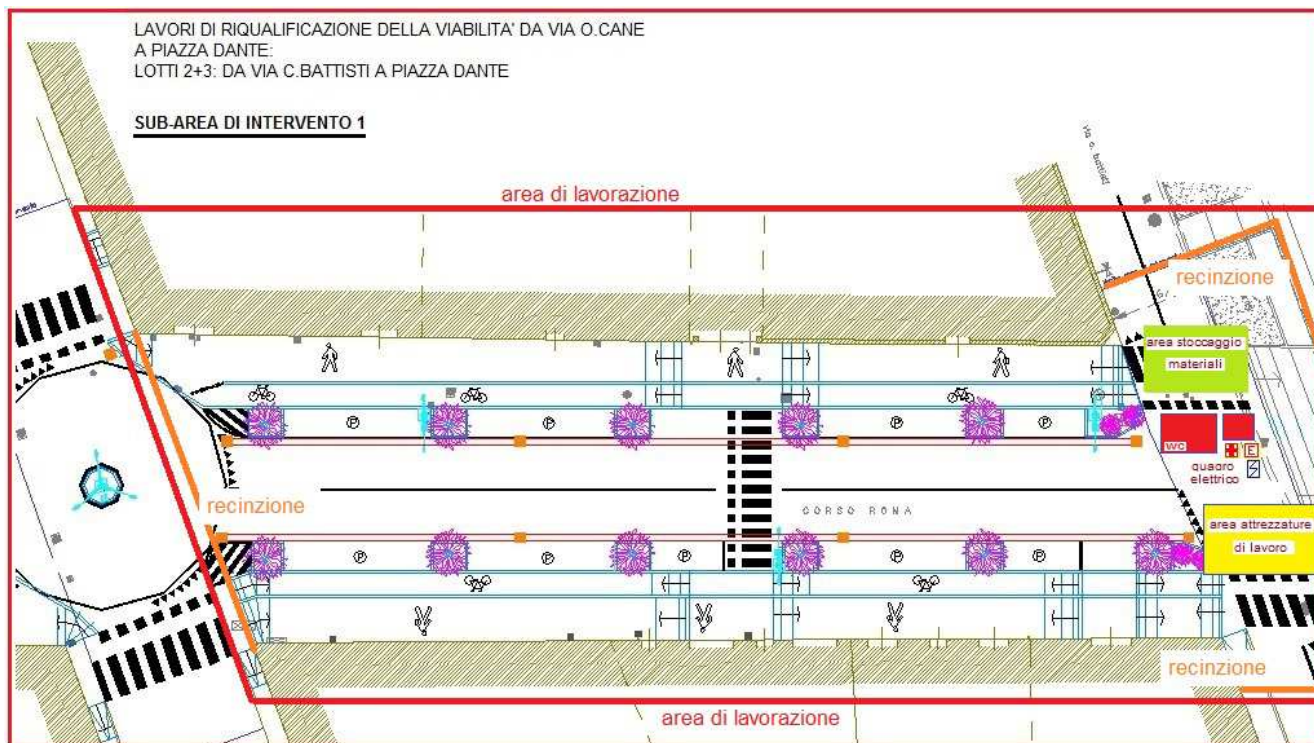 LAVORI DI RIQUALIFICAZIONE DELLA VIABILITA' DA VIA O.CANE
A PIAZZA DANTE:
LOTTI 2+3: DA VIA C.BATTISTI A PIAZZA DANTE
SUB-AREA DI INTERVENTO 1
area di lavorazione
recinzione
area stoccaggio
materiali
P
P
P
P
wc
E
quadro
elettrico
recinzione
CORSO ROMA
area attrezzature
di lavoro
P
P
P
P
P
recinzione
area di lavorazione